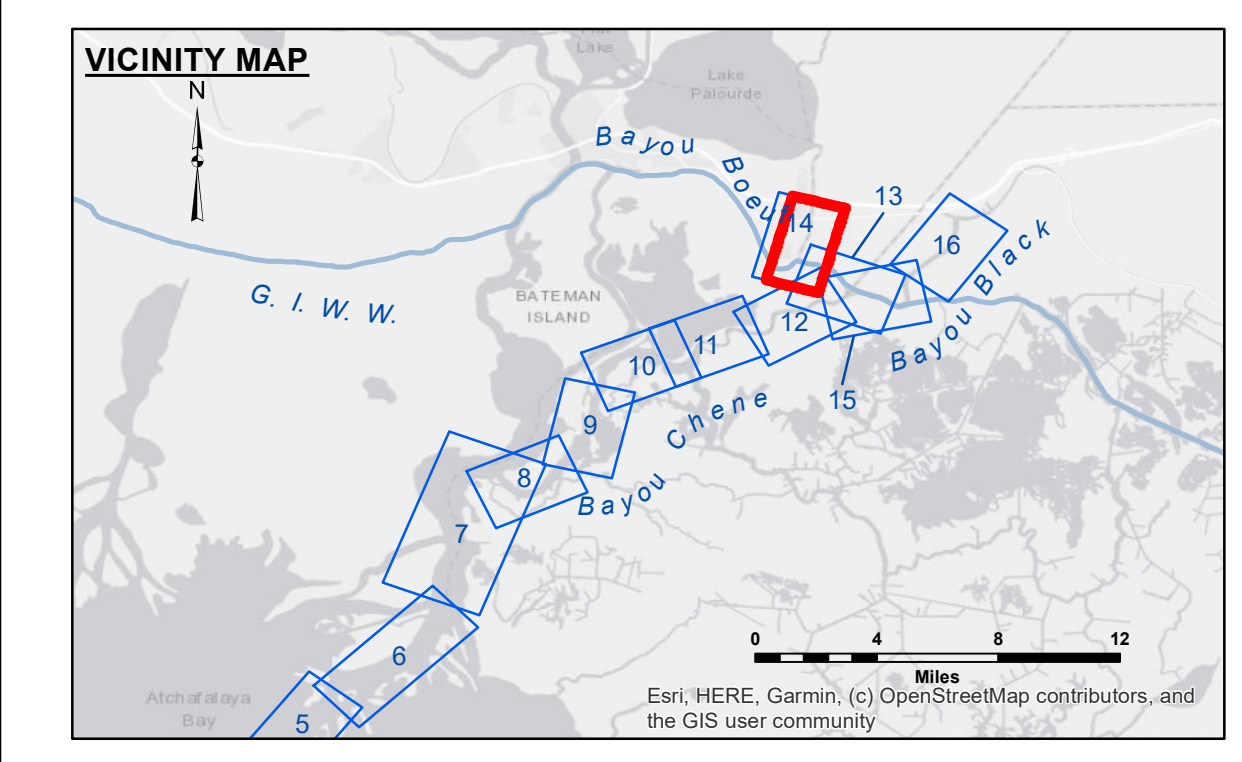 VICINITY MAP
N
Lake
Lake
Palourde
Bayou
Boeuf
13
14
16
G. I. W. W.
BATEMAN
ISLAND
12
Bayou Black
11
10
15
9
Bayou Chene
8
7
0 4 8 12
Miles
6
Atchafalaya
Bay
5
Esri, HERE, Garmin, (c) OpenStreetMap contributors, and
the GIS user community